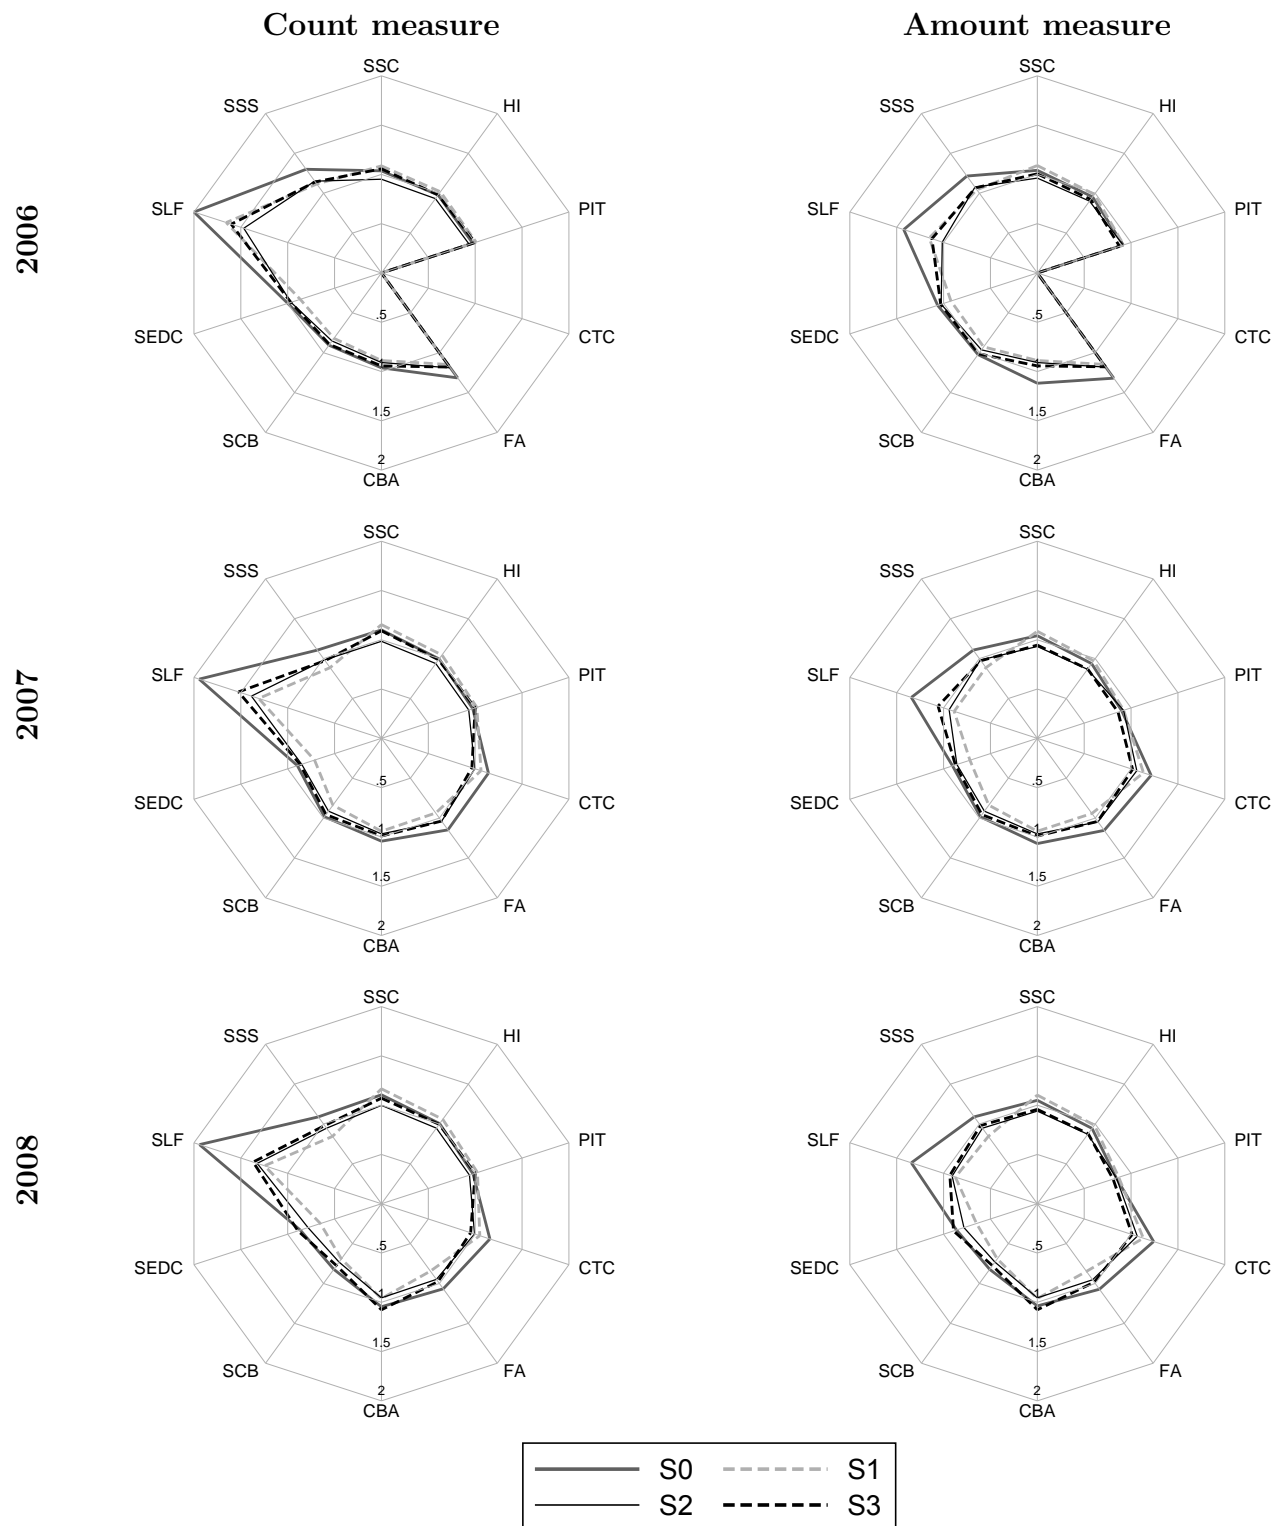 Count measure
Amount measure
2006
SSC
HI
PIT
CTC
FA
CBA
SCB
SEDC
SLF
SSS
.5
1
1.5
2
SSC
HI
PIT
CTC
FA
CBA
SCB
SEDC
SLF
SSS
.5
1
1.5
2
2007
SSC
HI
PIT
CTC
FA
CBA
SCB
SEDC
SLF
SSS
.5
1
1.5
2
SSC
HI
PIT
CTC
FA
CBA
SCB
SEDC
SLF
SSS
.5
1
1.5
2
2008
SSC
HI
PIT
CTC
FA
CBA
SCB
SEDC
SLF
SSS
.5
1
1.5
2
SSC
HI
PIT
CTC
FA
CBA
SCB
SEDC
SLF
SSS
.5
1
1.5
2
S0 S1
S2 S3